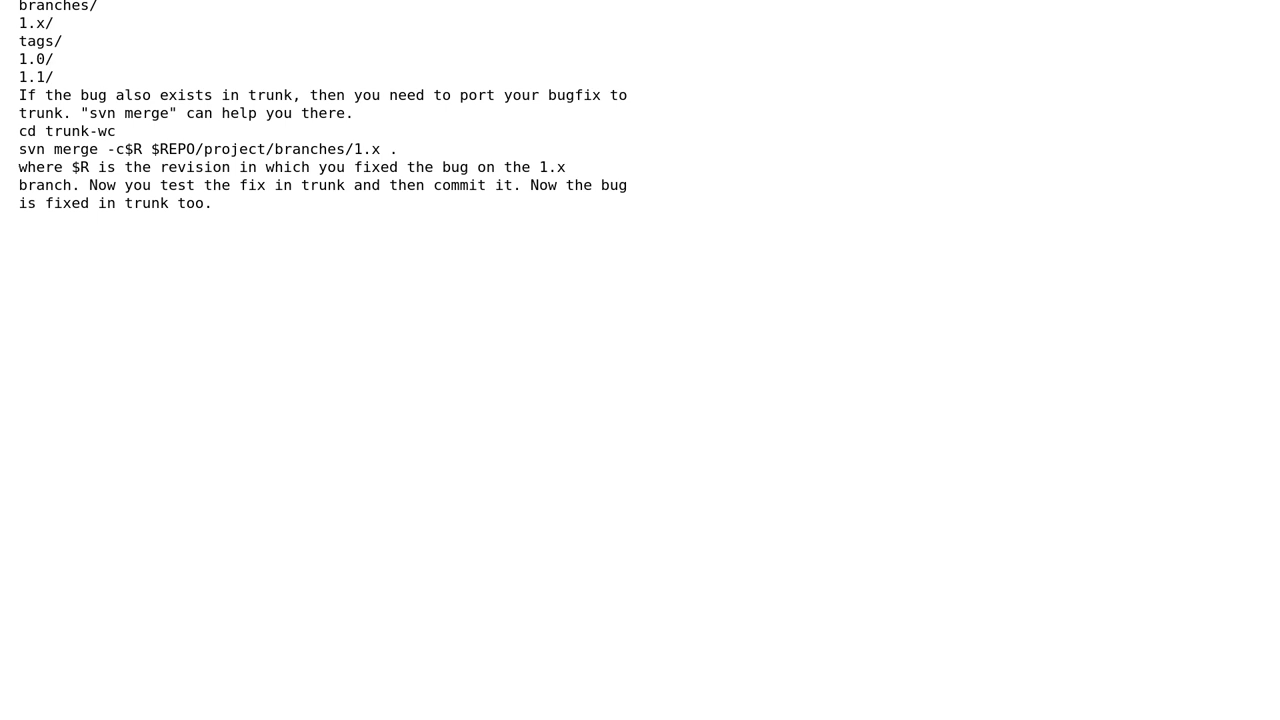 branches/
1.x/
tags/
1.0/
1.1/
If the bug also exists in trunk, then you need to port your bugfix to
trunk. "svn merge" can help you there.
cd trunk-wc
svn merge -c$R $REPO/project/branches/1.x .
where $R is the revision in which you fixed the bug on the 1.x
branch. Now you test the fix in trunk and then commit it. Now the bug
is fixed in trunk too.